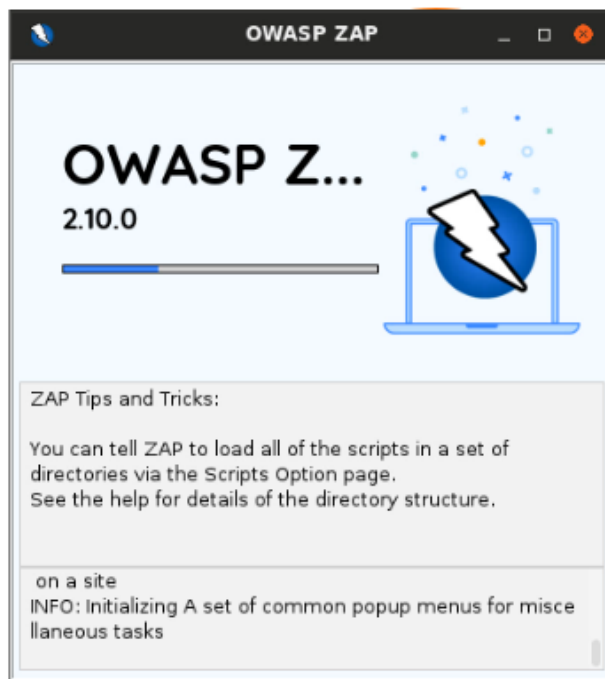 OWASP ZAP
OWASP Z...
2.10.0
ZAP Tips and Tricks:
You can tell ZAP to load all of the scripts in a set of
directories via the Scripts Option page.
See the help for details of the directory structure.
on a site
INFO: Initializing A set of common popup menus for misce
llaneous tasks